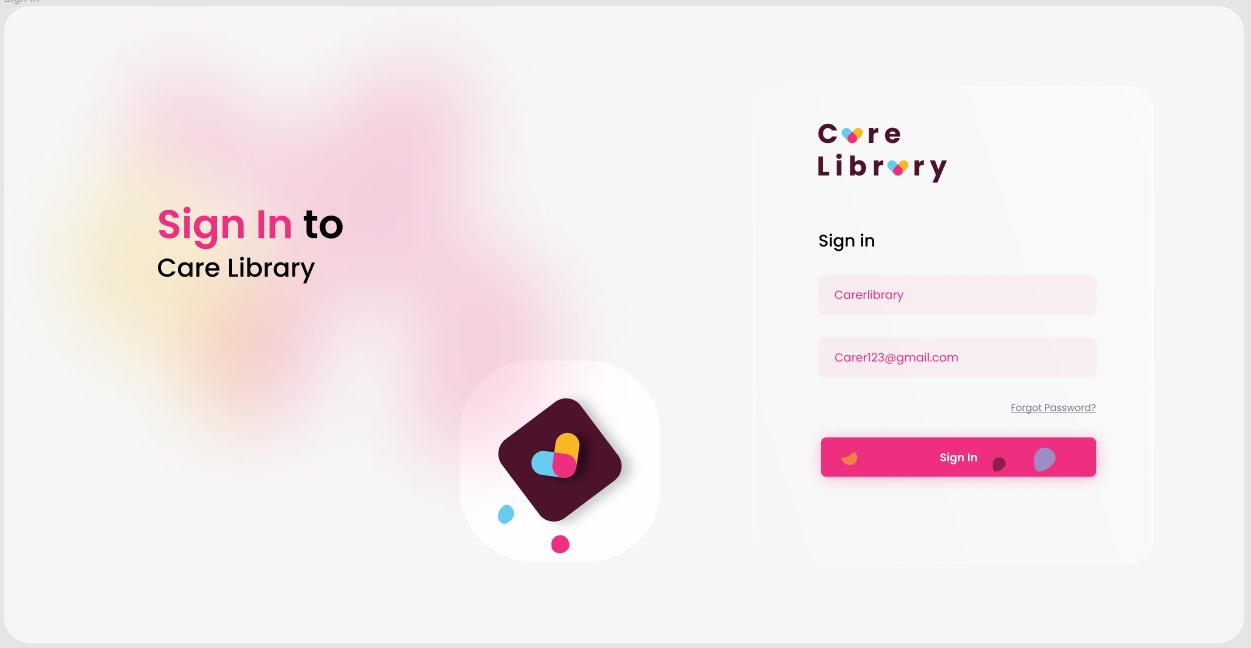 Sign in
Sign In to
Care Library
Care
Library
Sign in
Carerlibrary
Carer123@gmail.com
Forgot Password?
Sign In